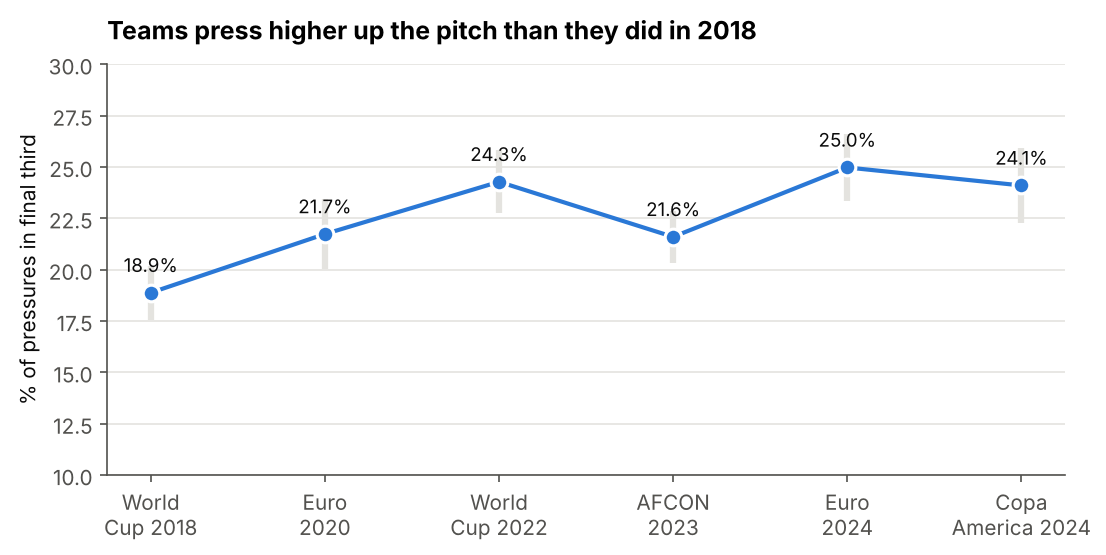 Teams press higher up the pitch than they did in 2018
% of pressures in final third
30.0
27.5
25.0
22.5
20.0
17.5
15.0
12.5
10.0
18.9%
21.7%
24.3%
21.6%
25.0%
24.1%
World
Cup 2018
Euro
2020
World
Cup 2022
AFCON
2023
Euro
2024
Copa
America 2024